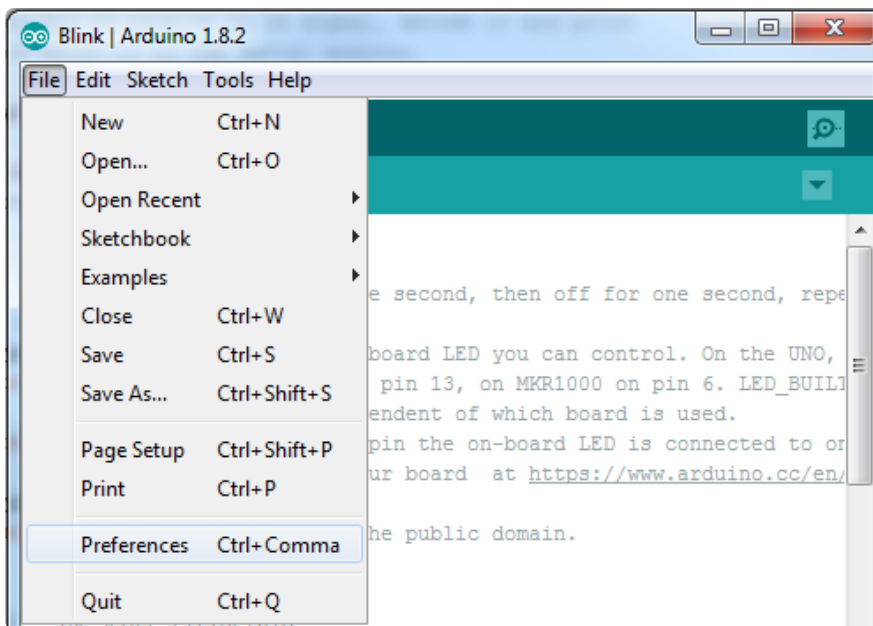 Blink | Arduino 1.8.2
File Edit Sketch Tools Help
New Ctrl+N
Open... Ctrl+O
Open Recent
Sketchbook
Examples
Close Ctrl+W
Save Ctrl+S
Save As... Ctrl+Shift+S
Page Setup Ctrl+Shift+P
Print Ctrl+P
Preferences Ctrl+Comma
Quit Ctrl+Q
e second, then off for one second, repe
board LED you can control. On the UNO,
pin 13, on MKR1000 on pin 6. LED_BUILT
endent of which board is used.
pin the on-board LED is connected to on
ur board at https://www.arduino.cc/en/
he public domain.